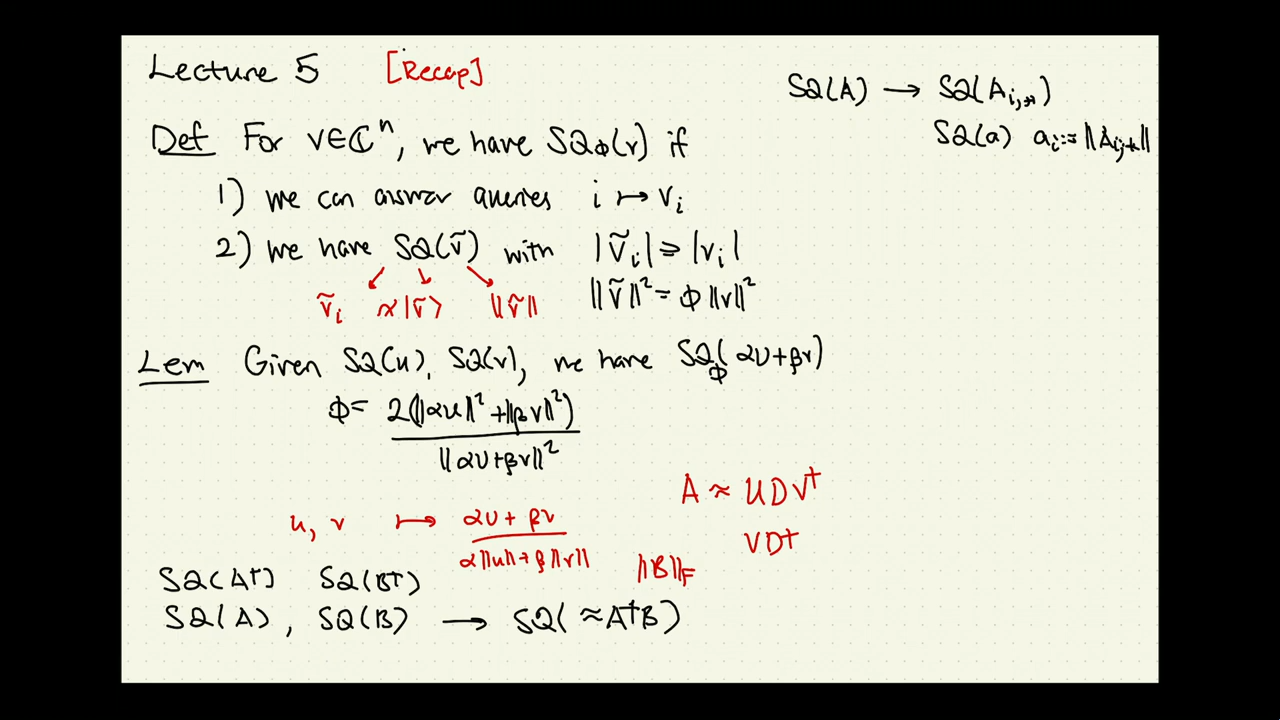 Lecture 5 [Recap]
SQ(A) → SQ(A_{i,*})
SQ(a) a_i := ||A_{i,*}||
Def For v∈ℂ^n, we have SQ_ϕ(v) if
1) we can answer queries i ↦ v_i
2) we have SQ(ṽ) with |ṽ_i| ≥ |v_i|
ṽ_i ∝|ṽ⟩ ||ṽ|| ||ṽ||² = ϕ||v||²
Lem Given SQ(u), SQ(v), we have SQ_ϕ(αu+βv)
ϕ = 2(||αu||² + ||βv||²)
||αu+βv||²
A ≈ UDV†
u, v ↦ αu + βv
α||u|| + β||v||
VD†
||B||_F
SQ(A†) SQ(B†)
SQ(A), SQ(B) → SQ(≈A†B)